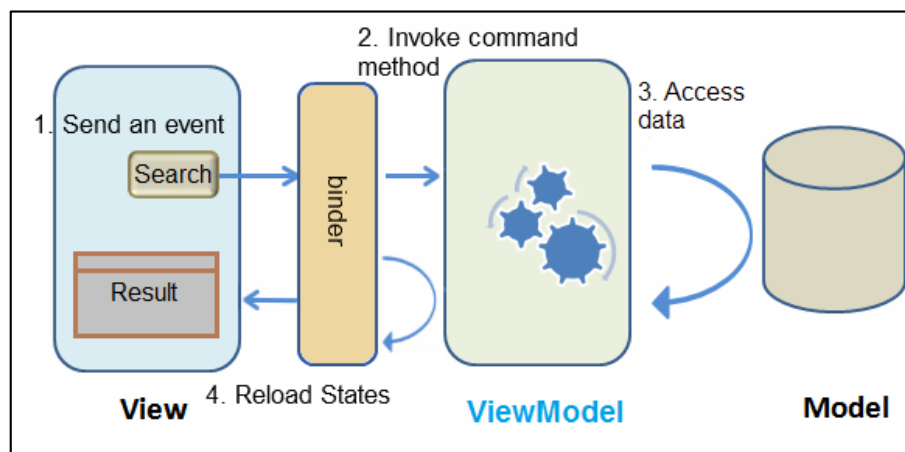 2. Invoke command
method
1. Send an event
3. Access
data
Search
binder
Result
4. Reload States
View
ViewModel
Model